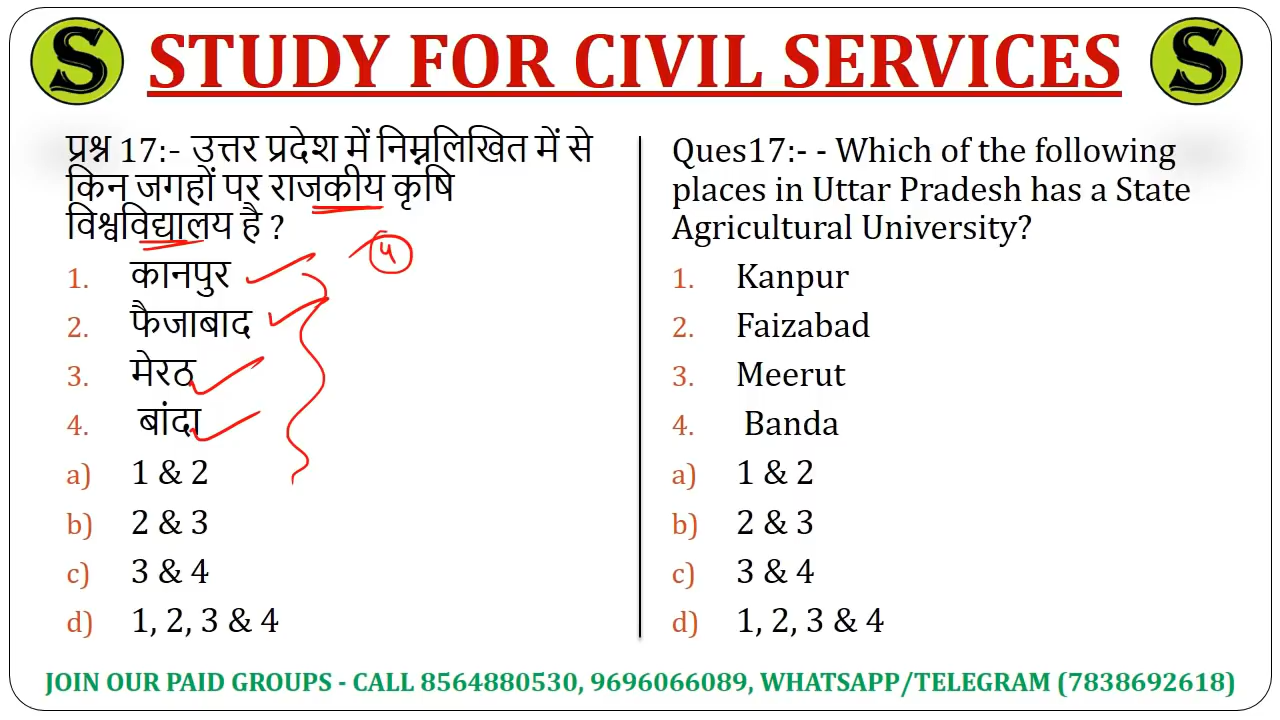 S STUDY FOR CIVIL SERVICES S
प्रश्न 17:- उत्तर प्रदेश में निम्नलिखित में से
किन जगहों पर राजकीय कृषि
विश्वविद्यालय है ?
1. कानपुर
2. फैजाबाद
3. मेरठ
4. बांदा
a) 1 & 2
b) 2 & 3
c) 3 & 4
d) 1, 2, 3 & 4
Ques17:- - Which of the following
places in Uttar Pradesh has a State
Agricultural University?
1. Kanpur
2. Faizabad
3. Meerut
4. Banda
a) 1 & 2
b) 2 & 3
c) 3 & 4
d) 1, 2, 3 & 4
JOIN OUR PAID GROUPS - CALL 8564880530, 9696066089, WHATSAPP/TELEGRAM (7838692618)